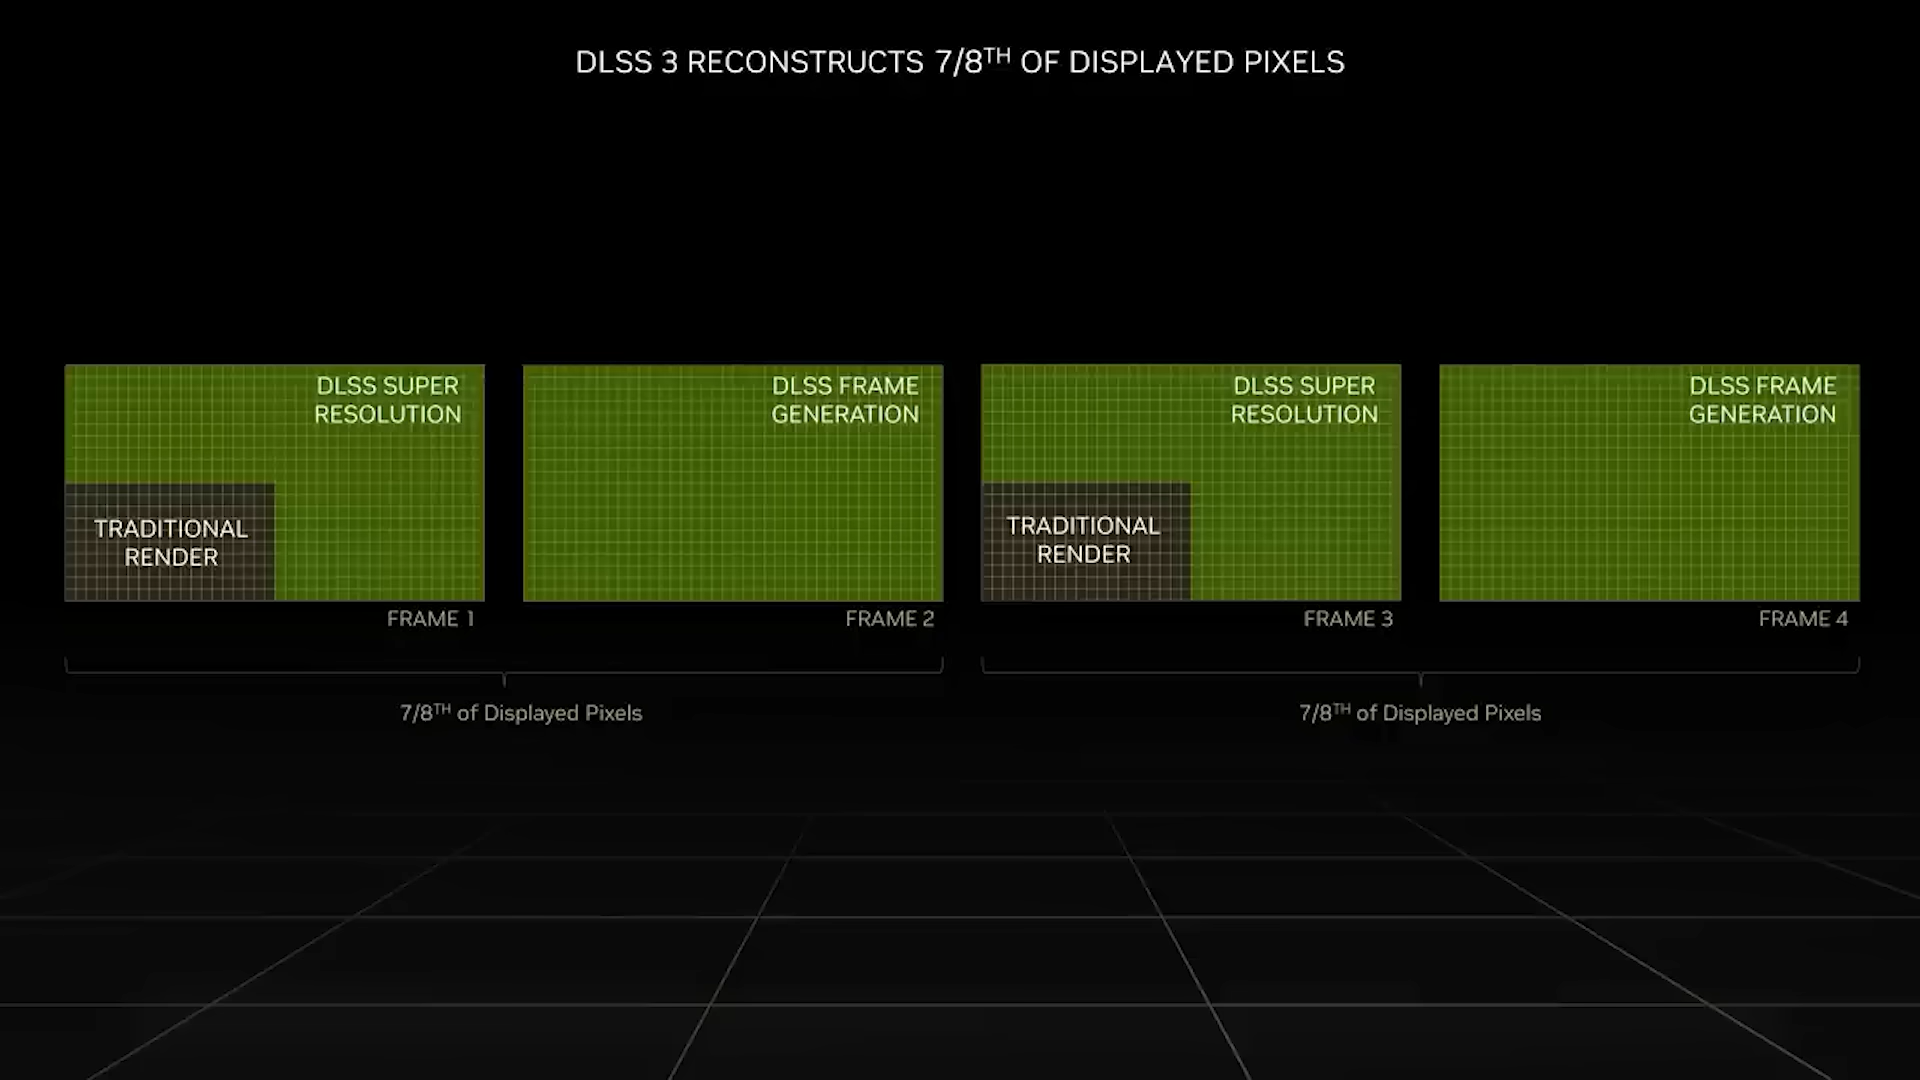 DLSS 3 RECONSTRUCTS 7/8TH OF DISPLAYED PIXELS
DLSS SUPER
RESOLUTION
TRADITIONAL
RENDER
FRAME 1
DLSS FRAME
GENERATION
FRAME 2
DLSS SUPER
RESOLUTION
TRADITIONAL
RENDER
FRAME 3
DLSS FRAME
GENERATION
FRAME 4
7/8TH of Displayed Pixels
7/8TH of Displayed Pixels